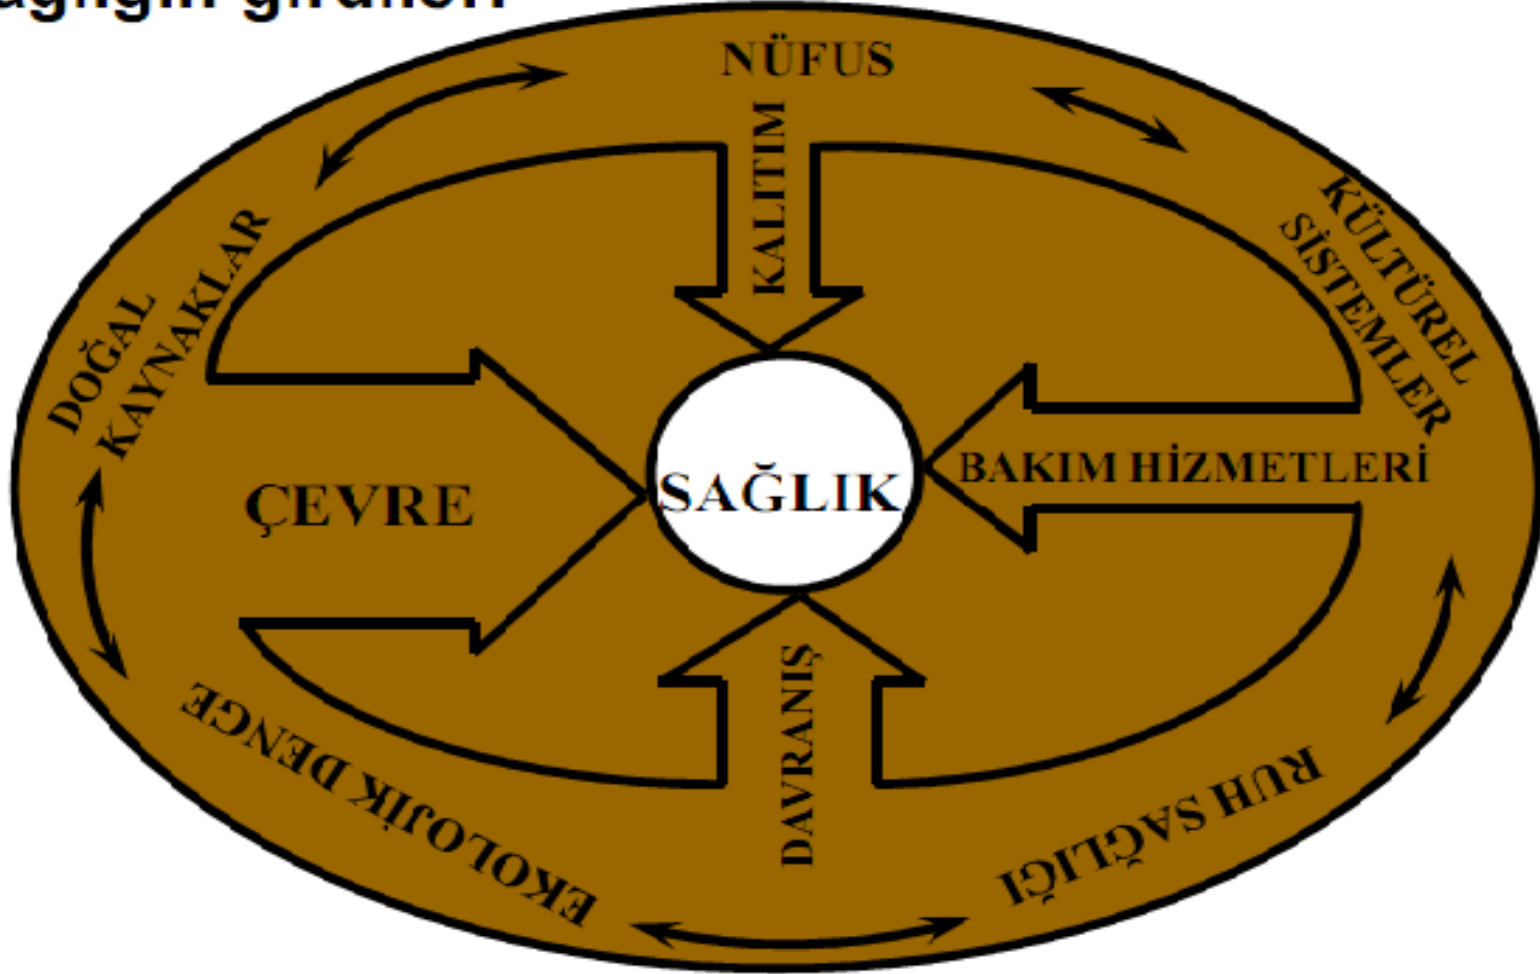 NÜFUS
KALITIM
KÜLTÜREL
SİSTEMLER
DOĞAL
KAYNAKLAR
ÇEVRE
SAĞLIK
BAKIM HİZMETLERİ
DAVRANIŞ
EKOLOJİK DENGE
RUH SAĞLIĞI